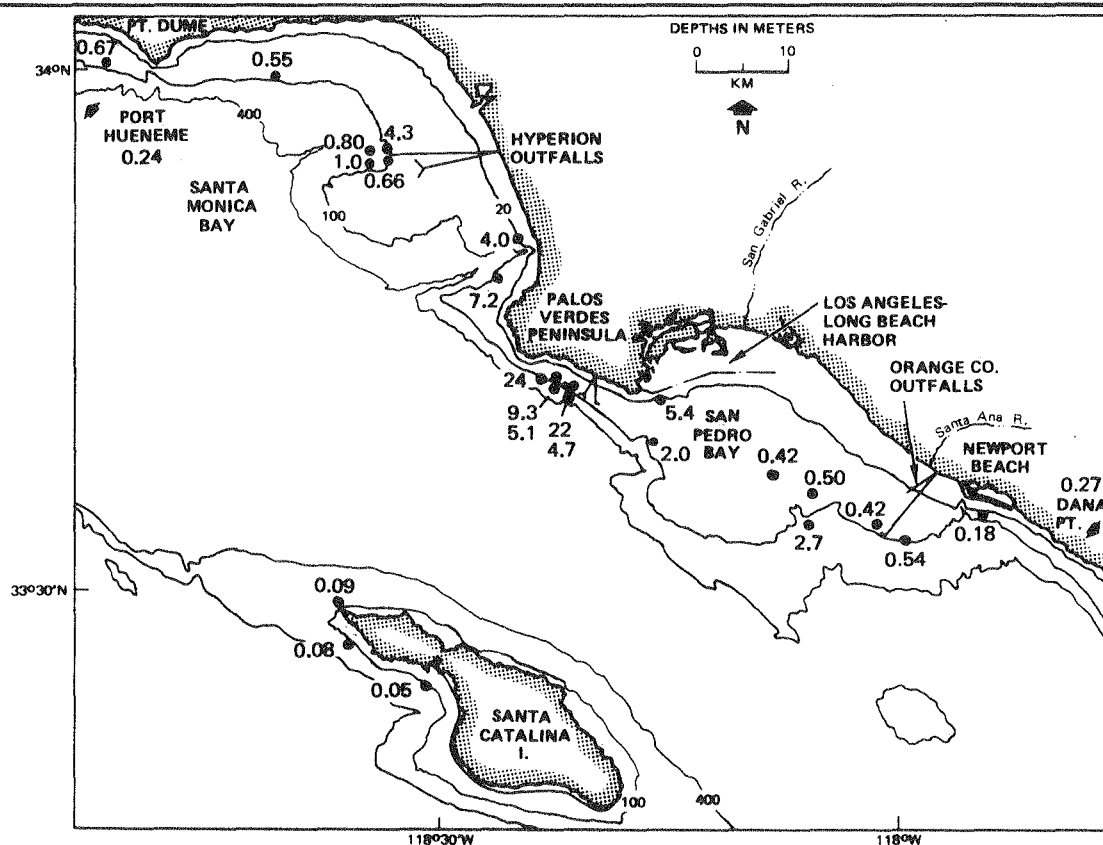 PT. DUME
DEPTHS IN METERS
0 10
KM
N
0.67
0.55
34°N
400
PORT
HUENEME
0.24
0.80
4.3
1.0
0.66
HYPERION
OUTFALLS
SANTA
MONICA
BAY
100
20
San Gabriel R.
4.0
7.2
PALOS
VERDES
PENINSULA
LOS ANGELES-
LONG BEACH
HARBOR
ORANGE CO.
OUTFALLS
24
9.3
5.1
22
4.7
5.4
SAN
PEDRO
BAY
2.0
Santa Ana R.
NEWPORT
BEACH
0.42
0.50
0.27
DANA
PT.
2.7
0.42
0.54
0.18
33°30'N
0.09
0.08
0.05
SANTA
CATALINA
I.
100
400
118°30'W
118°W